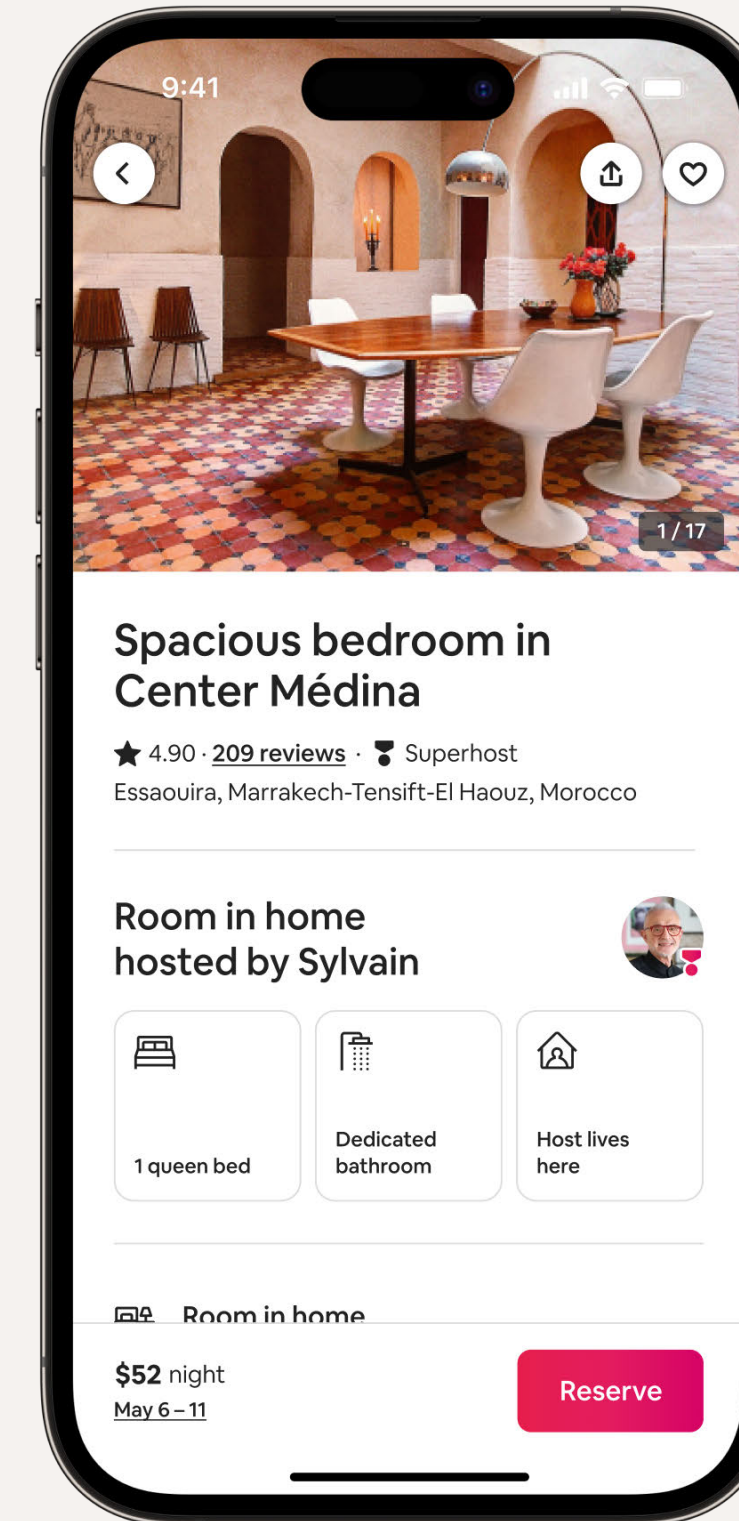 9:41
1 / 17
Spacious bedroom in
Center Médina
4.90 · 209 reviews · Superhost
Essaouira, Marrakech-Tensift-El Haouz, Morocco
Room in home
hosted by Sylvain
1 queen bed
Dedicated
bathroom
Host lives
here
Room in home
$52 night
May 6 – 11
Reserve